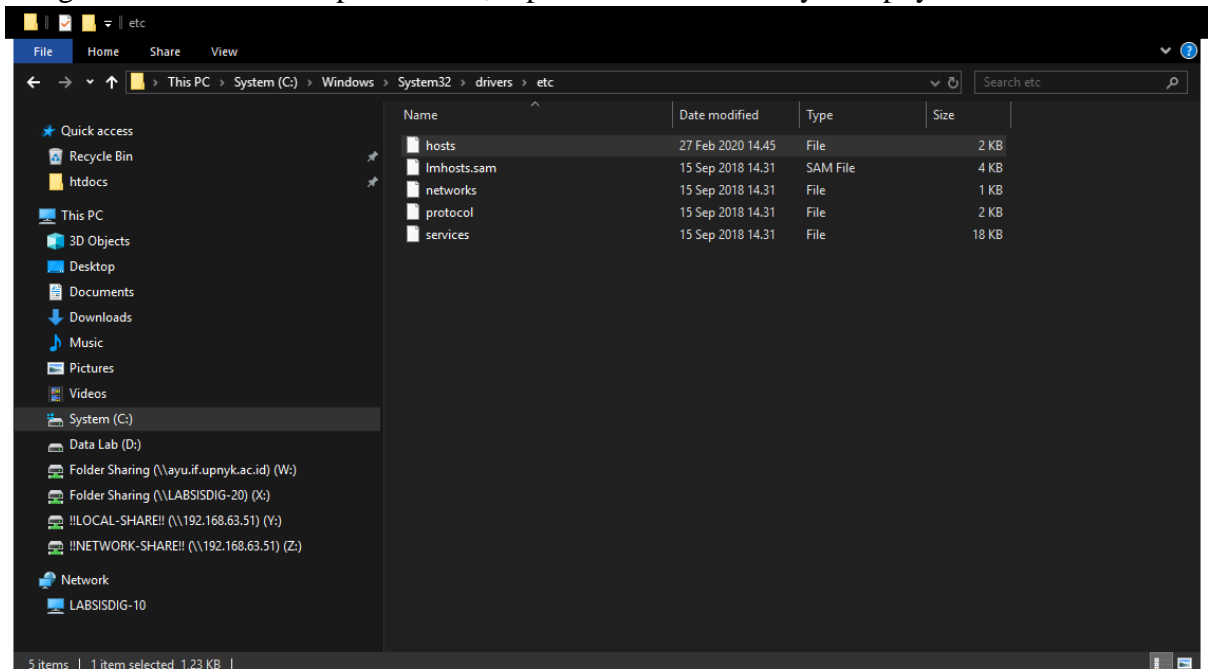 etc
File Home Share View
This PC > System (C:) > Windows > System32 > drivers > etc
Search etc
Name Date modified Type Size
Quick access
Recycle Bin
htdocs
This PC
3D Objects
Desktop
Documents
Downloads
Music
Pictures
Videos
System (C:)
Data Lab (D:)
Folder Sharing (\\ayu.if.upnyk.ac.id) (W:)
Folder Sharing (\\LABSISDIG-20) (X:)
!!LOCAL-SHARE!! (\\192.168.63.51) (Y:)
!!NETWORK-SHARE!! (\\192.168.63.51) (Z:)
Network
LABSISDIG-10
hosts 27 Feb 2020 14.45 File 2 KB
lmhosts.sam 15 Sep 2018 14.31 SAM File 4 KB
networks 15 Sep 2018 14.31 File 1 KB
protocol 15 Sep 2018 14.31 File 2 KB
services 15 Sep 2018 14.31 File 18 KB
5 items | 1 item selected 1,23 KB |